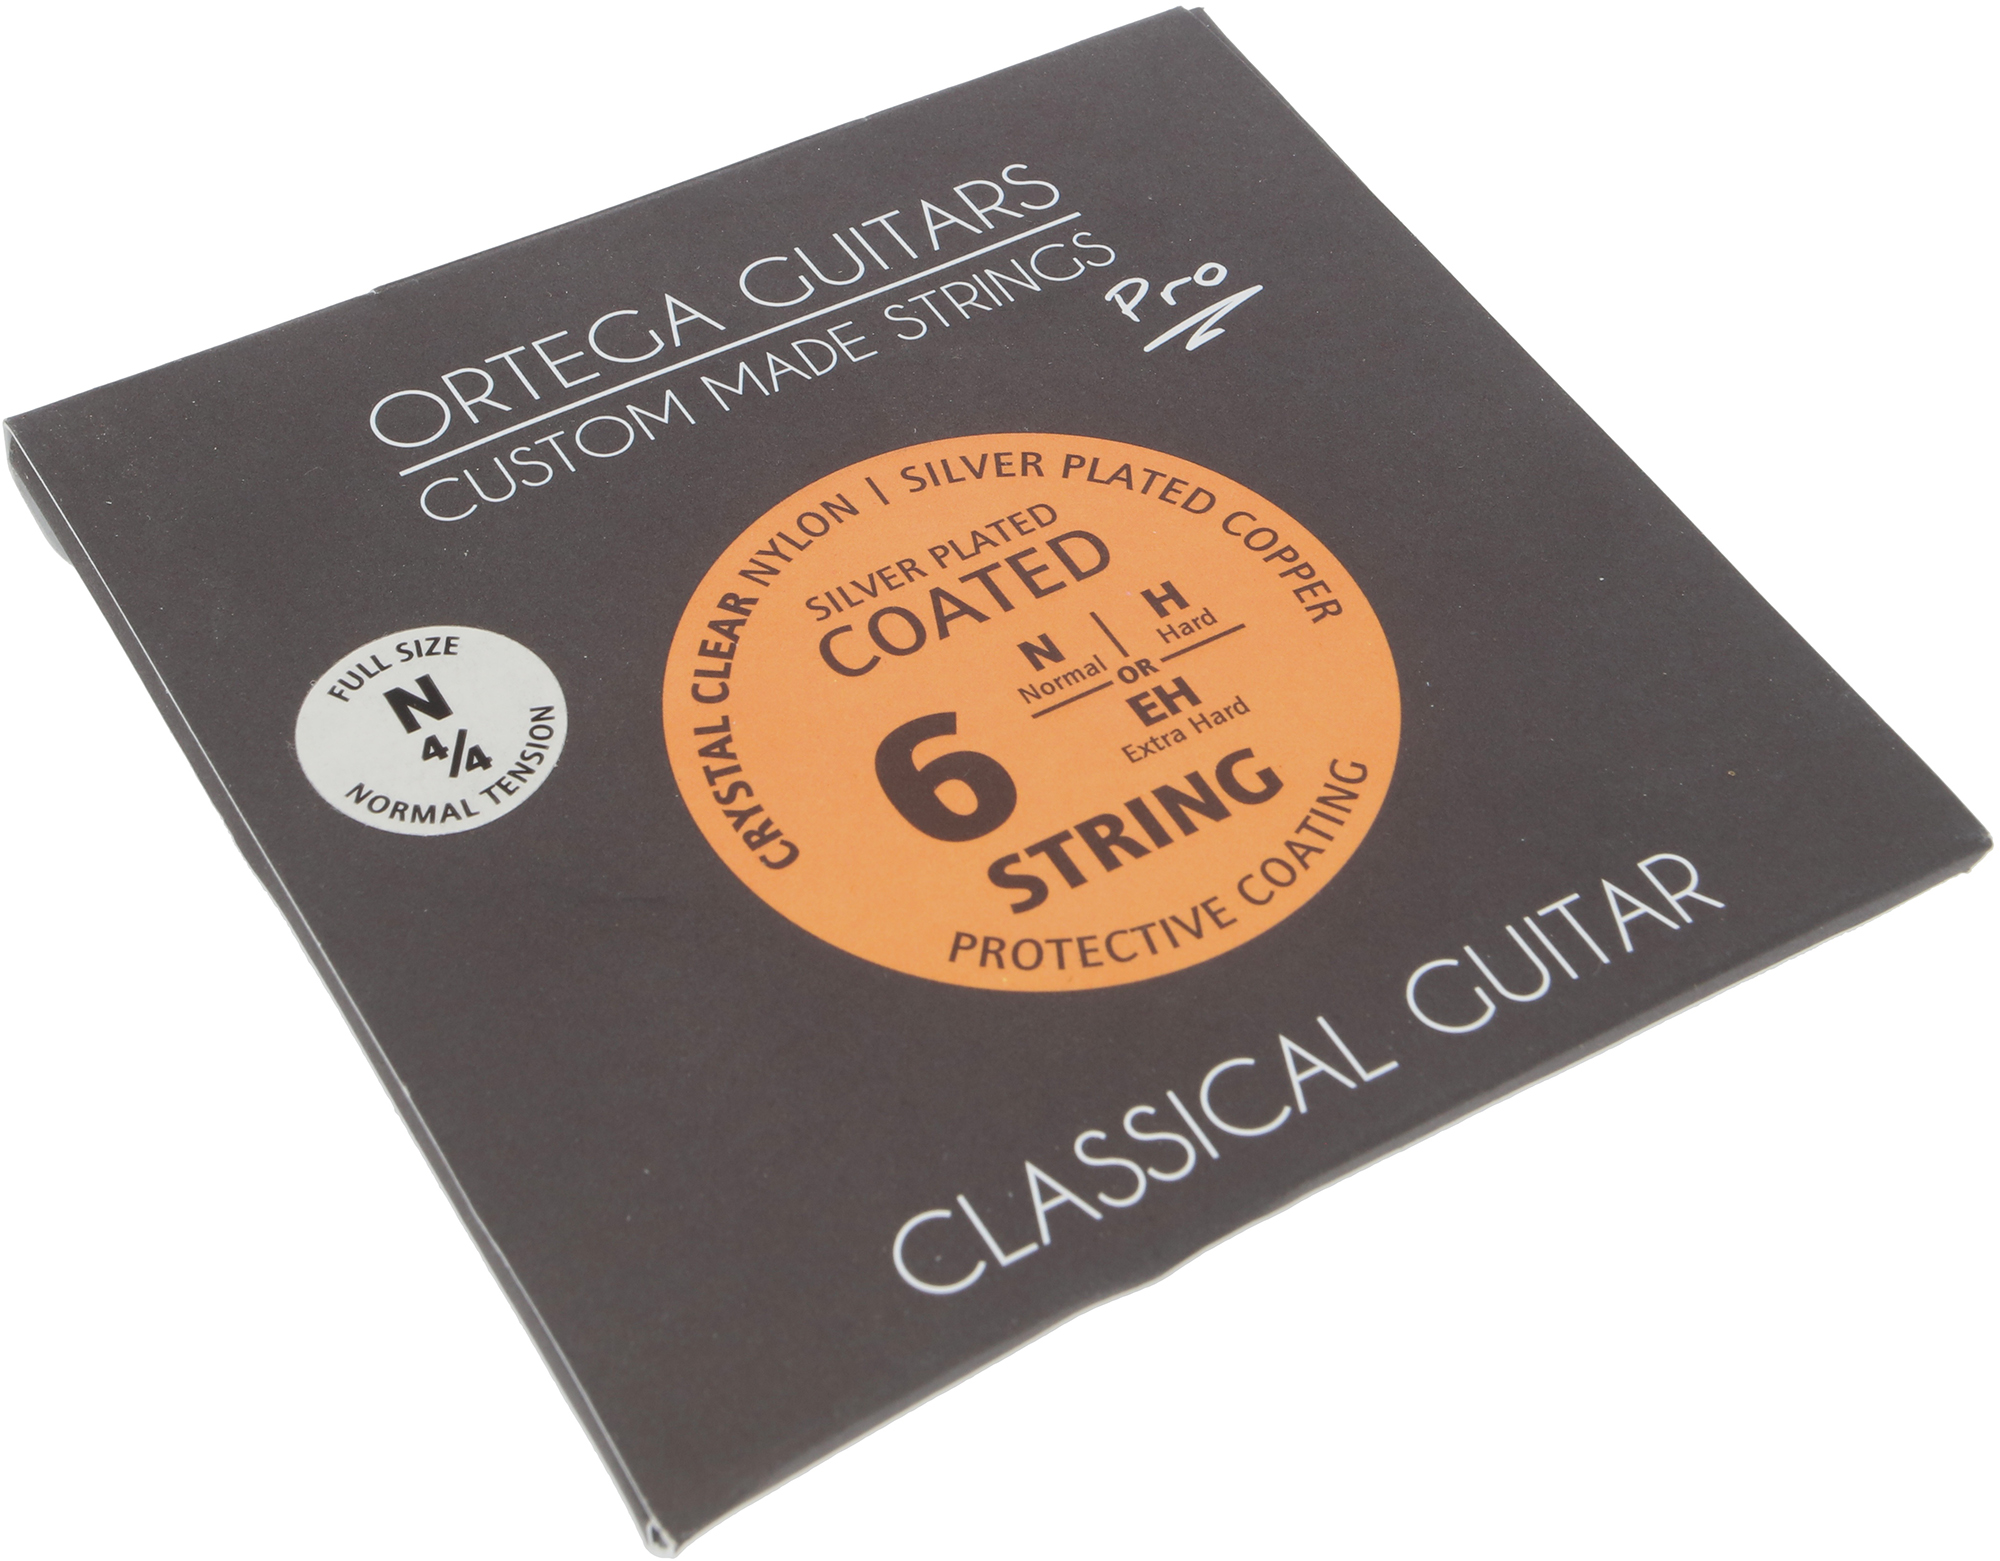 ORTEGA GUITARS
CUSTOM MADE STRINGS
Pro
CRYSTAL CLEAR NYLON | SILVER PLATED COPPER
SILVER PLATED
COATED
N | H
Normal Hard
OR
EH
Extra Hard
6
STRING
PROTECTIVE COATING
FULL SIZE
N
4/4
NORMAL TENSION
CLASSICAL GUITAR